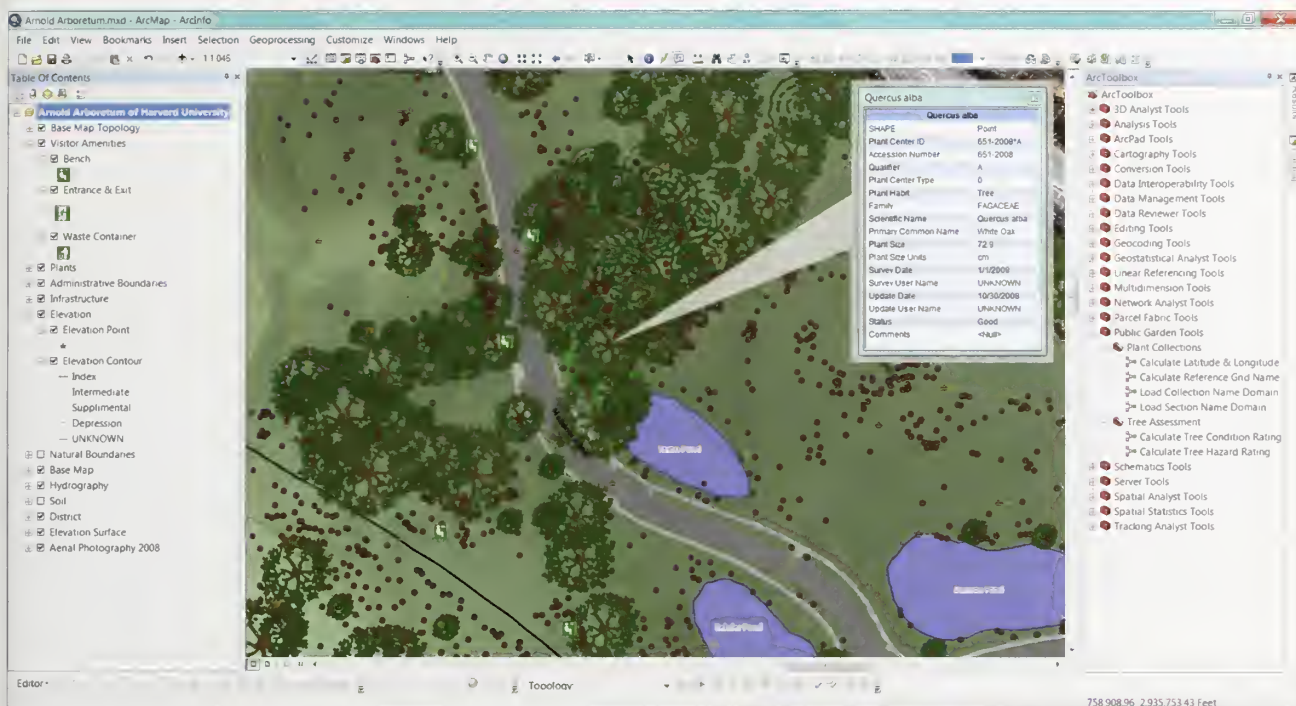 Arnold Arboretum.mxd - ArcMap - ArcInfo
File Edit View Bookmarks Insert Selection Geoprocessing Customize Windows Help
Table Of Contents
Arnold Arboretum of Harvard University
Base Map Topology
Visitor Amenities
Bench
Entrance & Exit
Waste Container
Plants
Administrative Boundaries
Infrastructure
Elevation
Elevation Point
Elevation Contour
Index
Intermediate
Supplimental
Depression
UNKNOWN
Natural Boundaries
Base Map
Hydrography
Soil
District
Elevation Surface
Aerial Photography 2008
Quercus alba
Quercus alba
SHAPE Point
Plant Center ID 651-2008*A
Accession Number 651-2008
Qualifier A
Plant Center Type 0
Plant Habit Tree
Family FAGACEAE
Scientific Name Quercus alba
Primary Common Name White Oak
Plant Size 72.9
Plant Size Units cm
Survey Date 1/1/2009
Survey User Name UNKNOWN
Update Date 10/30/2008
Update User Name UNKNOWN
Status Good
Comments <Null>
ArcToolbox
ArcToolbox
3D Analyst Tools
Analysis Tools
ArcPad Tools
Cartography Tools
Conversion Tools
Data Interoperability Tools
Data Management Tools
Data Reviewer Tools
Editing Tools
Geocoding Tools
Geostatistical Analyst Tools
Linear Referencing Tools
Multidimension Tools
Network Analyst Tools
Parcel Fabric Tools
Public Garden Tools
Plant Collections
Calculate Latitude & Longitude
Calculate Reference Grid Name
Load Collection Name Domain
Load Section Name Domain
Tree Assessment
Calculate Tree Condition Rating
Calculate Tree Hazard Rating
Schematics Tools
Server Tools
Spatial Analyst Tools
Spatial Statistics Tools
Tracking Analyst Tools
Editor
Topology
758,908.96 2,935,753.43 Feet